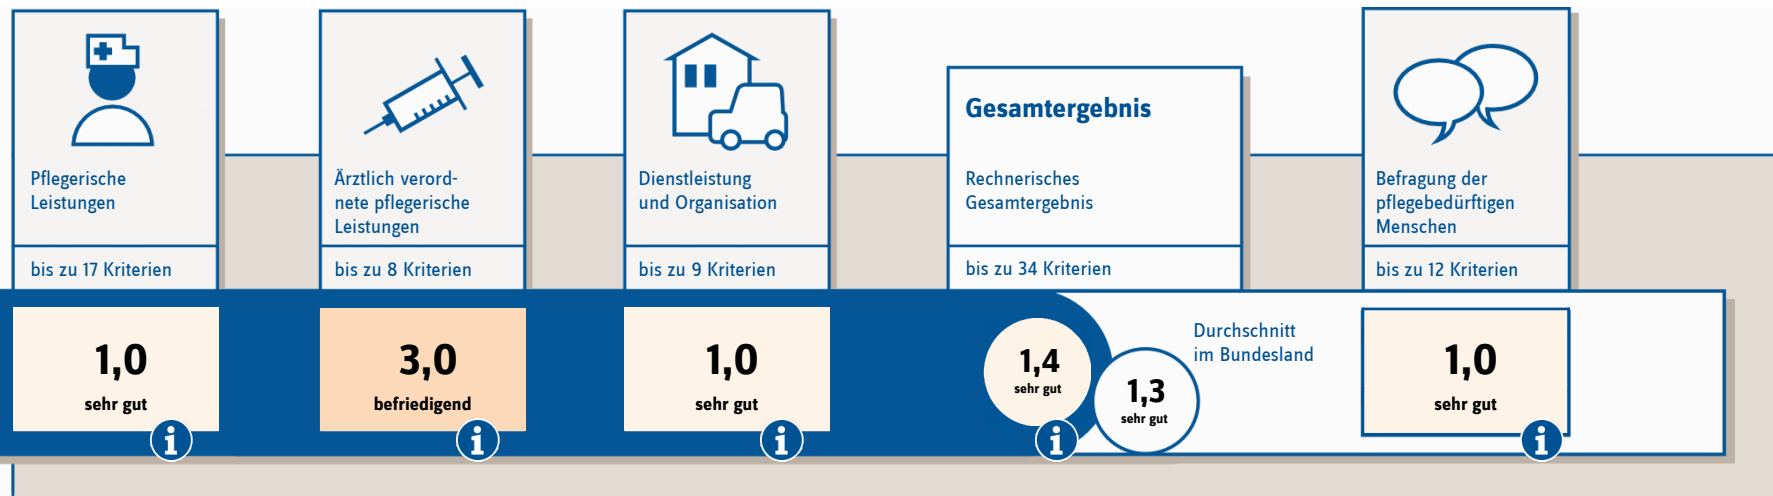 Pflegerische
Leistungen
bis zu 17 Kriterien
1,0
sehr gut
i
Ärztlich verord-
nete pflegerische
Leistungen
bis zu 8 Kriterien
3,0
befriedigend
i
Dienstleistung
und Organisation
bis zu 9 Kriterien
1,0
sehr gut
i
Gesamtergebnis
Rechnerisches
Gesamtergebnis
bis zu 34 Kriterien
1,4
sehr gut
i
1,3
sehr gut
Durchschnitt
im Bundesland
Befragung der
pflegebedürftigen
Menschen
bis zu 12 Kriterien
1,0
sehr gut
i